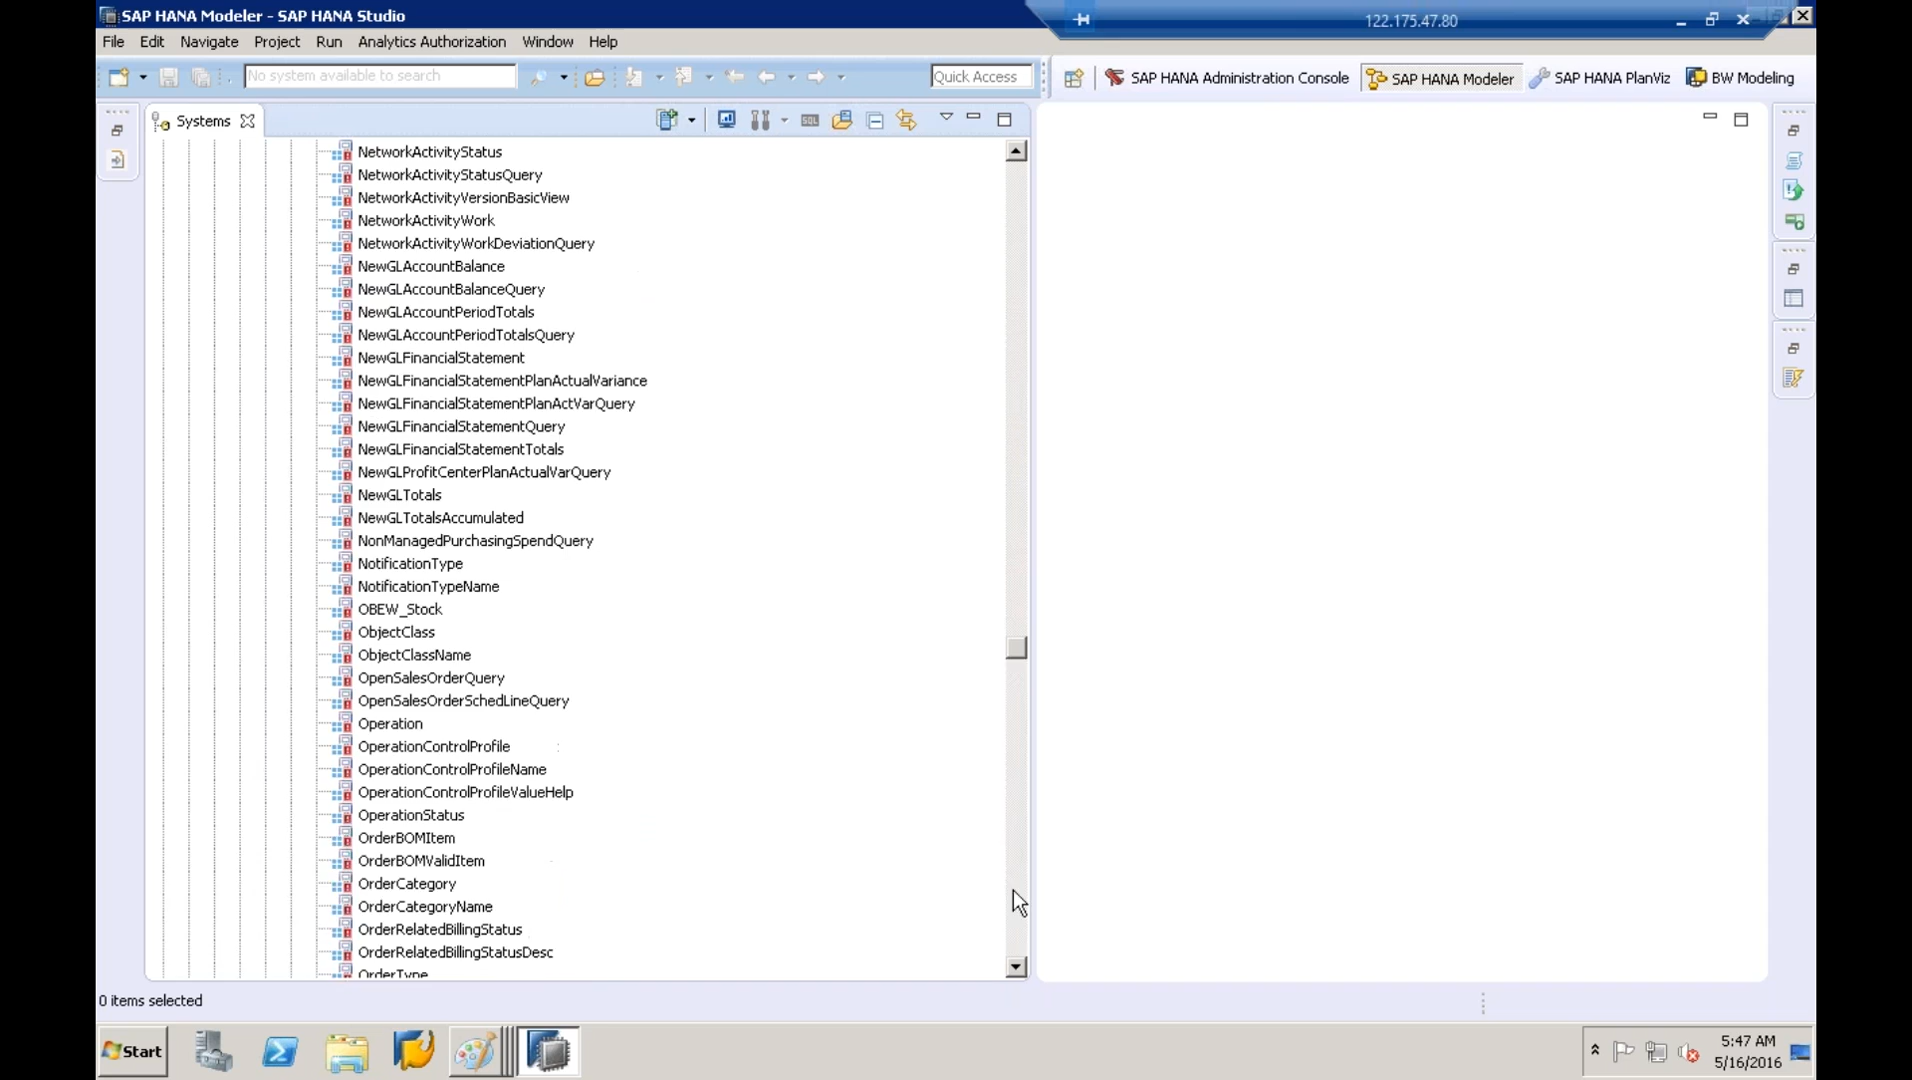 SAP HANA Modeler - SAP HANA Studio
122.175.47.80
File Edit Navigate Project Run Analytics Authorization Window Help
No system available to search
Quick Access
SAP HANA Administration Console
SAP HANA Modeler
SAP HANA PlanViz
BW Modeling
Systems
SQL
NetworkActivityStatus
NetworkActivityStatusQuery
NetworkActivityVersionBasicView
NetworkActivityWork
NetworkActivityWorkDeviationQuery
NewGLAccountBalance
NewGLAccountBalanceQuery
NewGLAccountPeriodTotals
NewGLAccountPeriodTotalsQuery
NewGLFinancialStatement
NewGLFinancialStatementPlanActualVariance
NewGLFinancialStatementPlanActVarQuery
NewGLFinancialStatementQuery
NewGLFinancialStatementTotals
NewGLProfitCenterPlanActualVarQuery
NewGLTotals
NewGLTotalsAccumulated
NonManagedPurchasingSpendQuery
NotificationType
NotificationTypeName
OBEW_Stock
ObjectClass
ObjectClassName
OpenSalesOrderQuery
OpenSalesOrderSchedLineQuery
Operation
OperationControlProfile
OperationControlProfileName
OperationControlProfileValueHelp
OperationStatus
OrderBOMItem
OrderBOMValidItem
OrderCategory
OrderCategoryName
OrderRelatedBillingStatus
OrderRelatedBillingStatusDesc
OrderType
0 items selected
Start
5:47 AM
5/16/2016